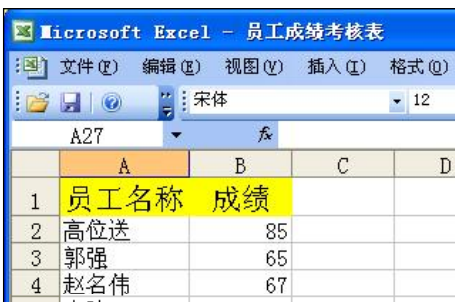 Microsoft Excel - 员工成绩考核表
文件(F) 编辑(E) 视图(V) 插入(I) 格式(O)
宋体 12
A27 fx
A B C D
1 员工名称 成绩
2 高位送 85
3 郭强 65
4 赵名伟 67